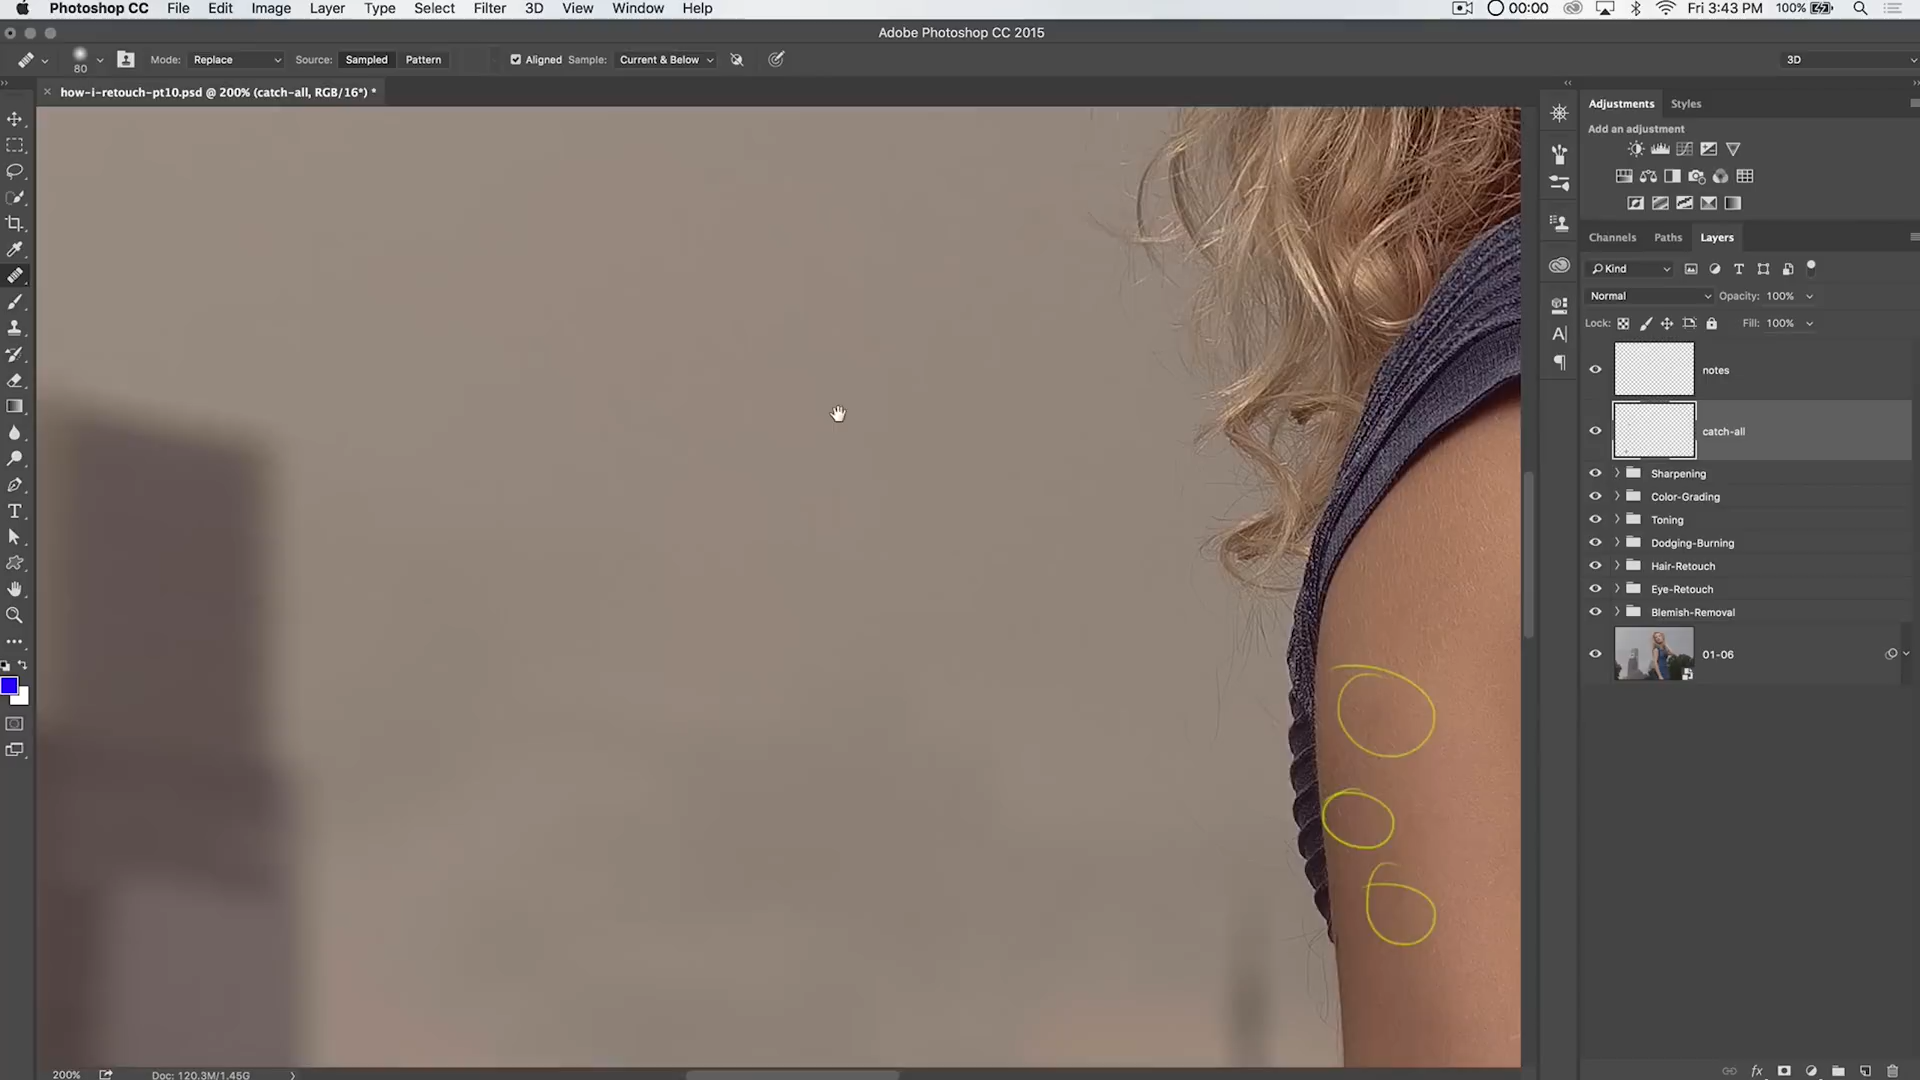 Photoshop CC File Edit Image Layer Type Select Filter 3D View Window Help 00:00 Fri 3:43 PM 100%
Adobe Photoshop CC 2015
80 Mode: Replace Source: Sampled Pattern Aligned Sample: Current & Below 3D
how-i-retouch-pt10.psd @ 200% (catch-all, RGB/16*) *
Adjustments Styles
Add an adjustment
Channels Paths Layers
Kind
Normal Opacity: 100%
Lock: Fill: 100%
notes
catch-all
Sharpening
Color-Grading
Toning
Dodging-Burning
Hair-Retouch
Eye-Retouch
Blemish-Removal
01-06
200% Doc: 120.3M/1.45G